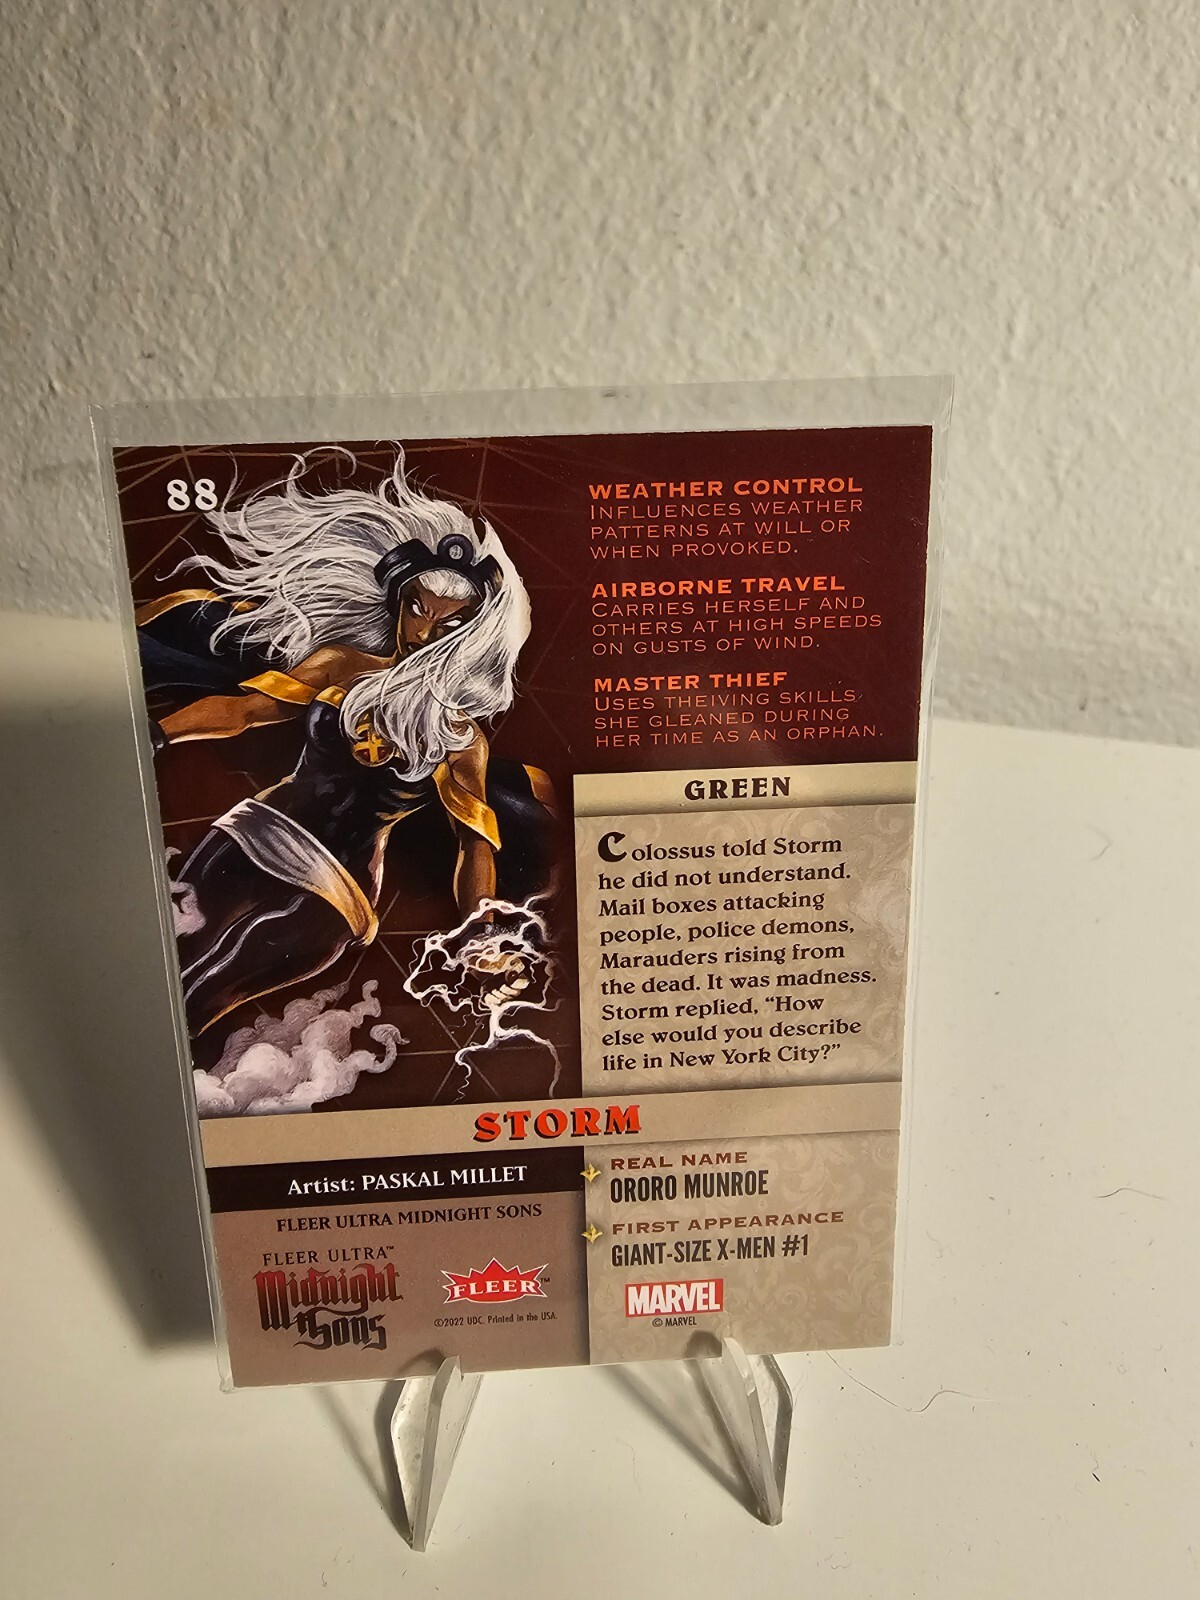 88
WEATHER CONTROL
INFLUENCES WEATHER
PATTERNS AT WILL OR
WHEN PROVOKED.
AIRBORNE TRAVEL
CARRIES HERSELF AND
OTHERS AT HIGH SPEEDS
ON GUSTS OF WIND.
MASTER THIEF
USES THEIVING SKILLS
SHE GLEANED DURING
HER TIME AS AN ORPHAN.
GREEN
Colossus told Storm
he did not understand.
Mail boxes attacking
people, police demons,
Marauders rising from
the dead. It was madness.
Storm replied, “How
else would you describe
life in New York City?”
STORM
Artist: PASKAL MILLET
FLEER ULTRA MIDNIGHT SONS
FLEER ULTRA™
Midnight
Sons
FLEER™
©2022 UDC. Printed in the USA.
REAL NAME
ORORO MUNROE
FIRST APPEARANCE
GIANT-SIZE X-MEN #1
MARVEL
© MARVEL